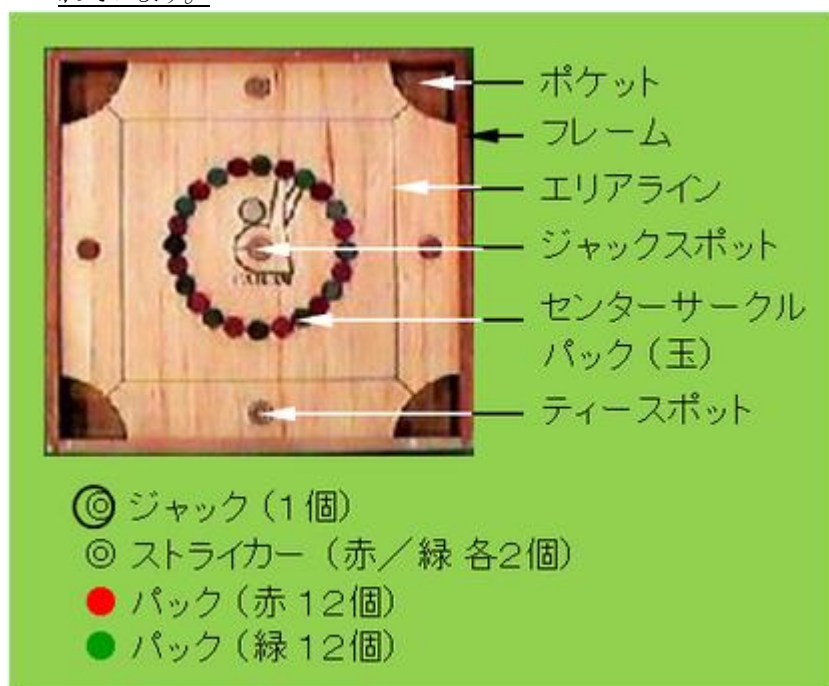 ポケット
フレーム
エリアライン
ジャックスポット
センターサークル
パック(玉)
ティースポット
ジャック(1個)
◎ ストライカー (赤/緑 各2個)
● パック(赤 12個)
● パック(緑 12個)